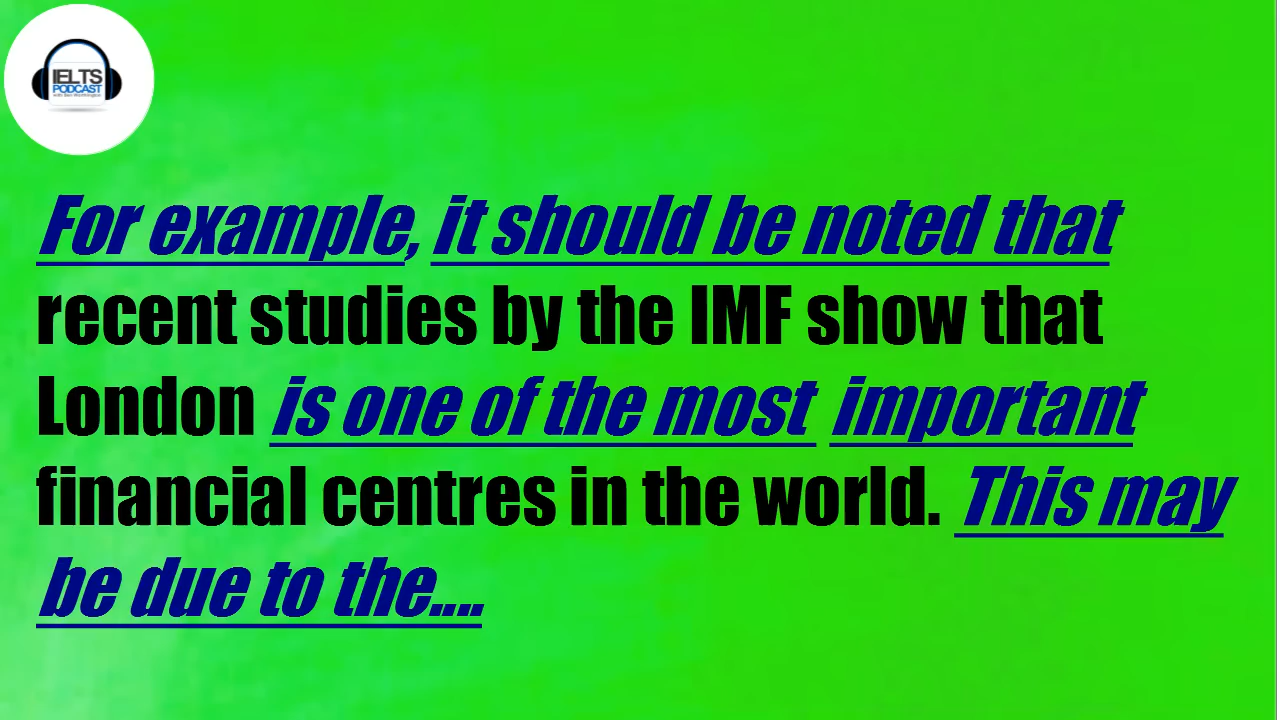 IELTS
PODCAST
For example, it should be noted that
recent studies by the IMF show that
London is one of the most important
financial centres in the world. This may
be due to the....